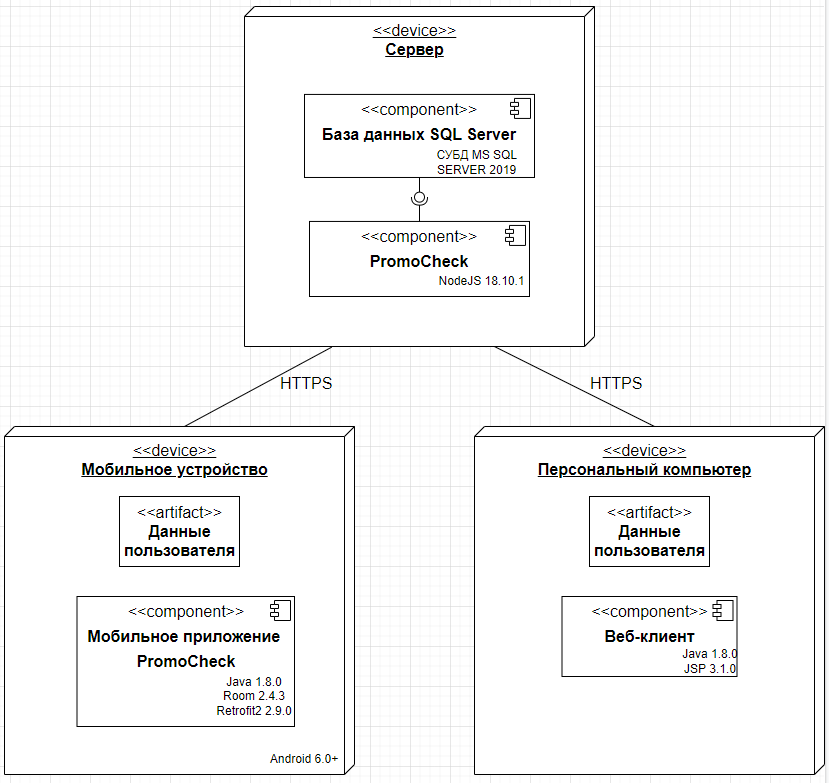 <<device>>
Сервер
<<component>>
База данных SQL Server
СУБД MS SQL
SERVER 2019
<<component>>
PromoCheck
NodeJS 18.10.1
HTTPS
HTTPS
<<device>>
Мобильное устройство
<<artifact>>
Данные
пользователя
<<component>>
Мобильное приложение
PromoCheck
Java 1.8.0
Room 2.4.3
Retrofit2 2.9.0
Android 6.0+
<<device>>
Персональный компьютер
<<artifact>>
Данные
пользователя
<<component>>
Веб-клиент
Java 1.8.0
JSP 3.1.0